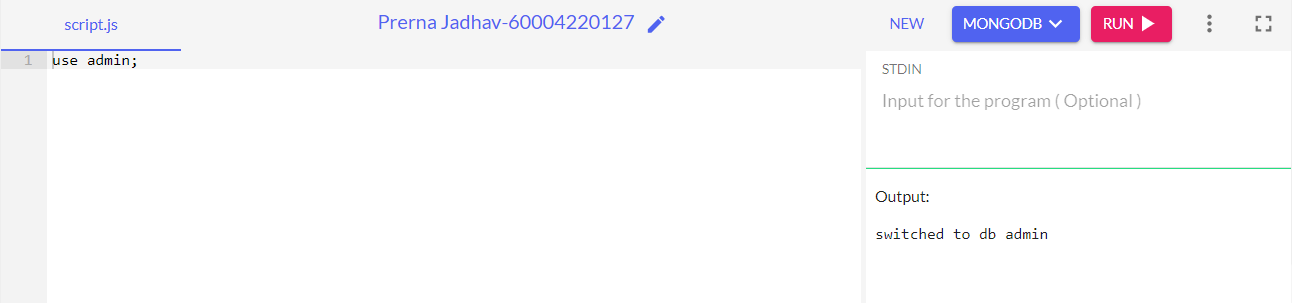 script.js
Prerna Jadhav-60004220127
NEW
MONGODB
RUN
1
use admin;
STDIN
Input for the program ( Optional )
Output:
switched to db admin